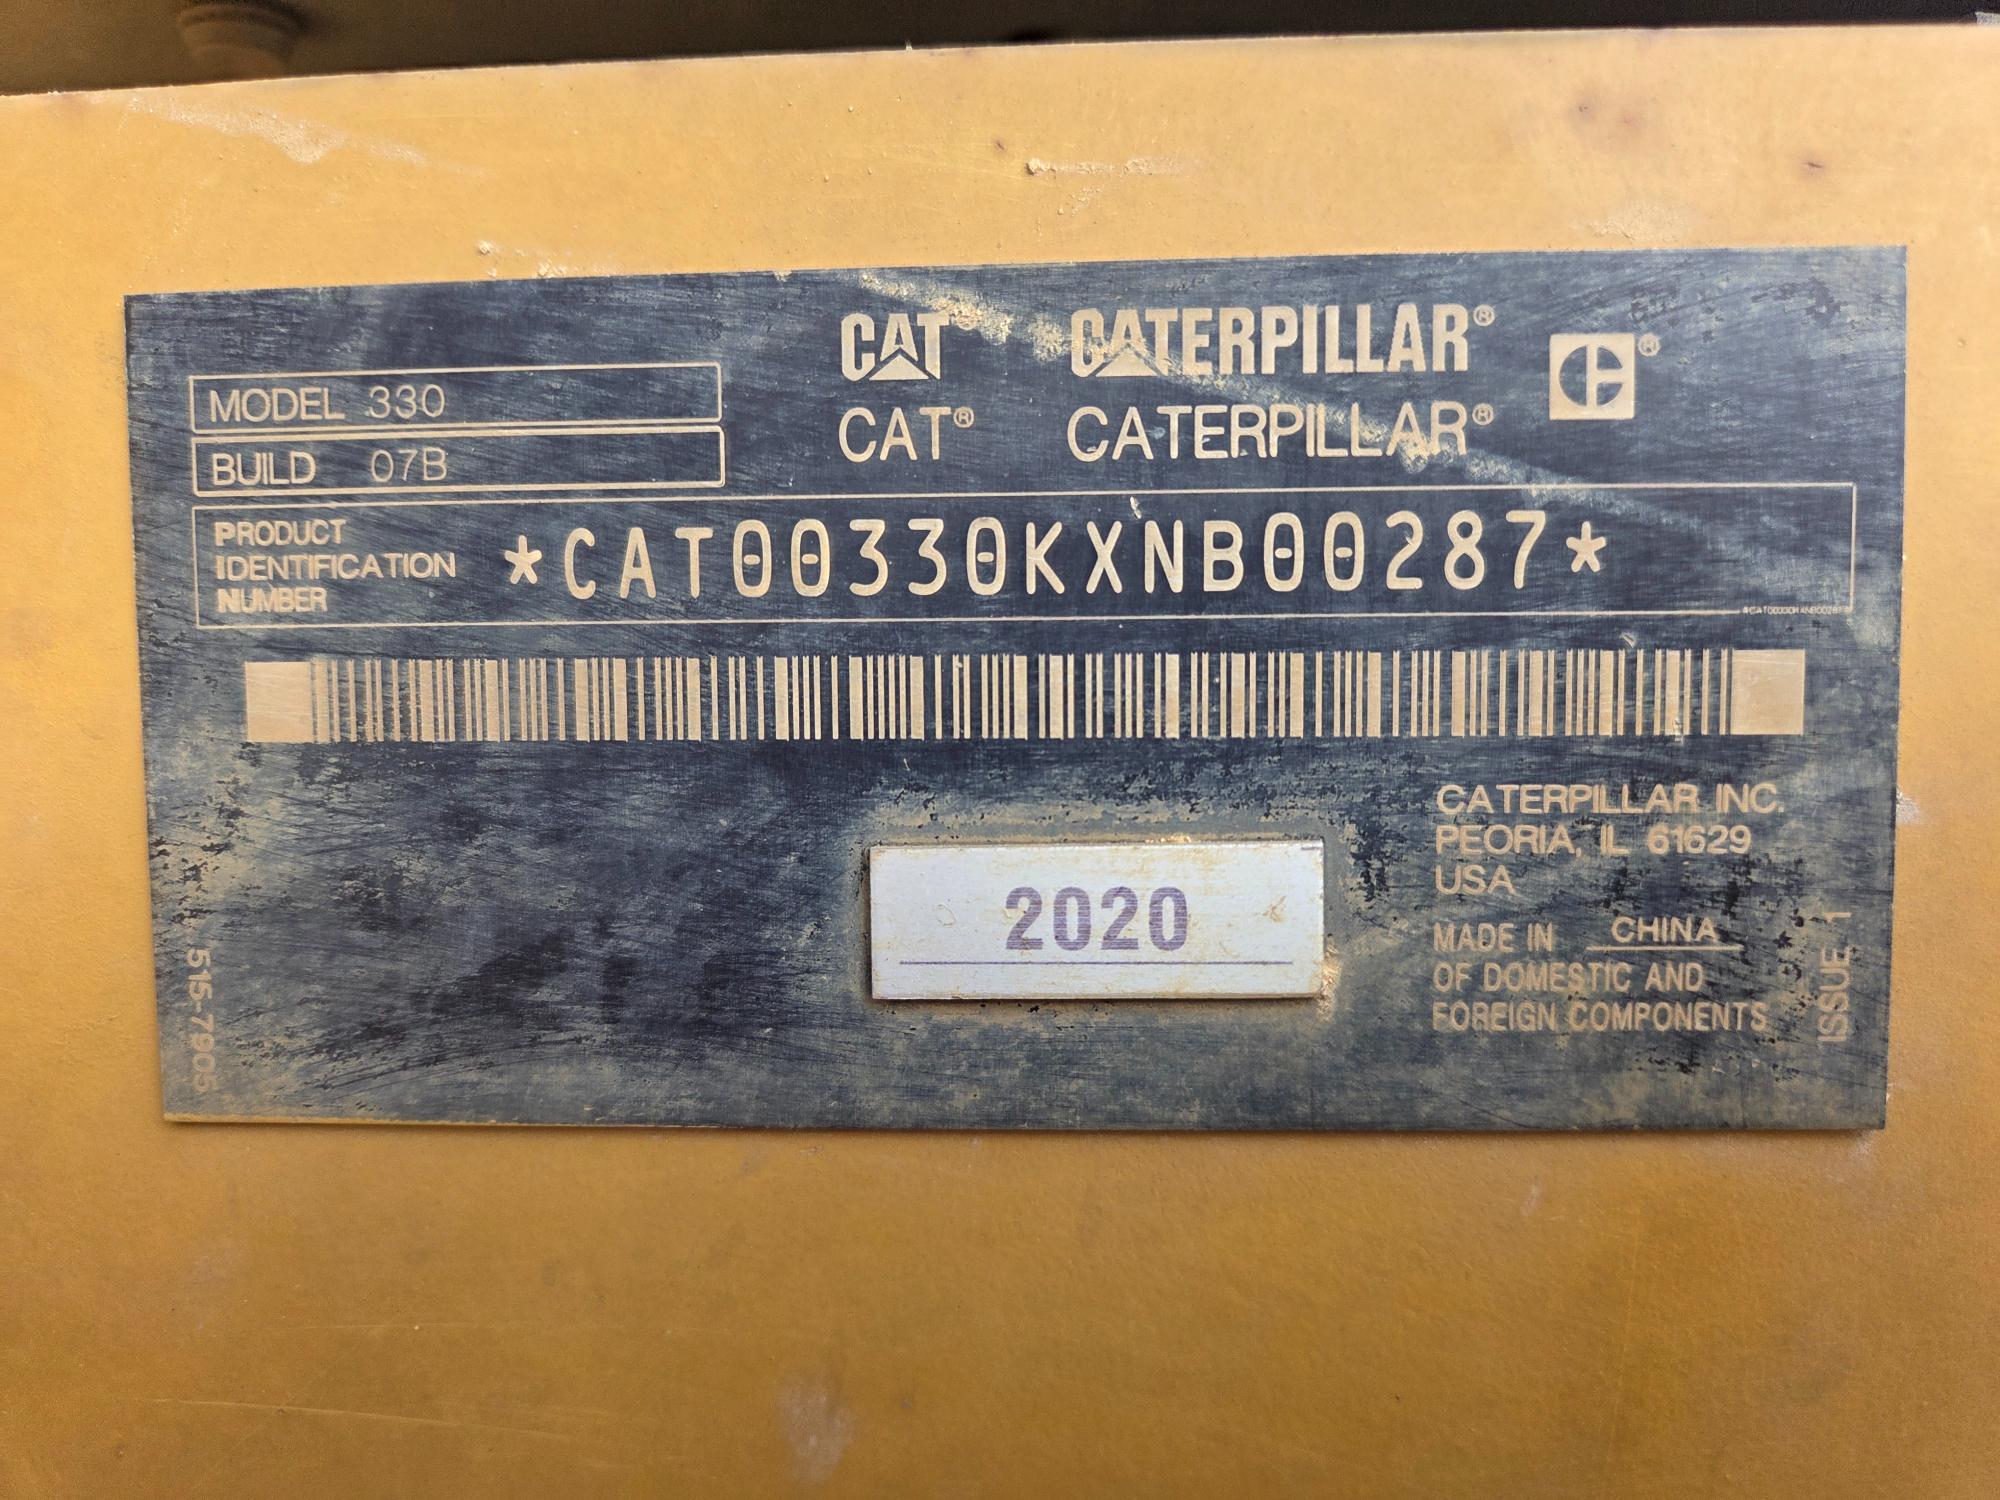 CAT® CATERPILLAR®
CAT® CATERPILLAR®
MODEL 330
BUILD 07B
PRODUCT
IDENTIFICATION
NUMBER
*CAT00330KXNB00287*
2020
CATERPILLAR INC.
PEORIA, IL 61629
USA
MADE IN CHINA
OF DOMESTIC AND
FOREIGN COMPONENTS
515-7905
ISSUE 1